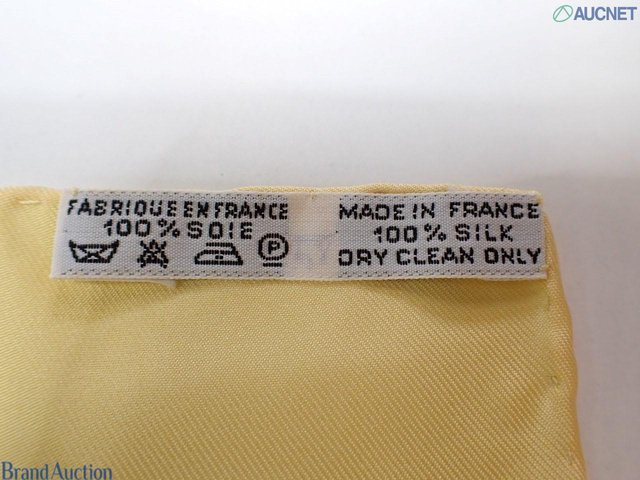 AUCNET
FABRIQUE EN FRANCE
100% SOIE
P
MADE IN FRANCE
100% SILK
DRY CLEAN ONLY
Brand Auction